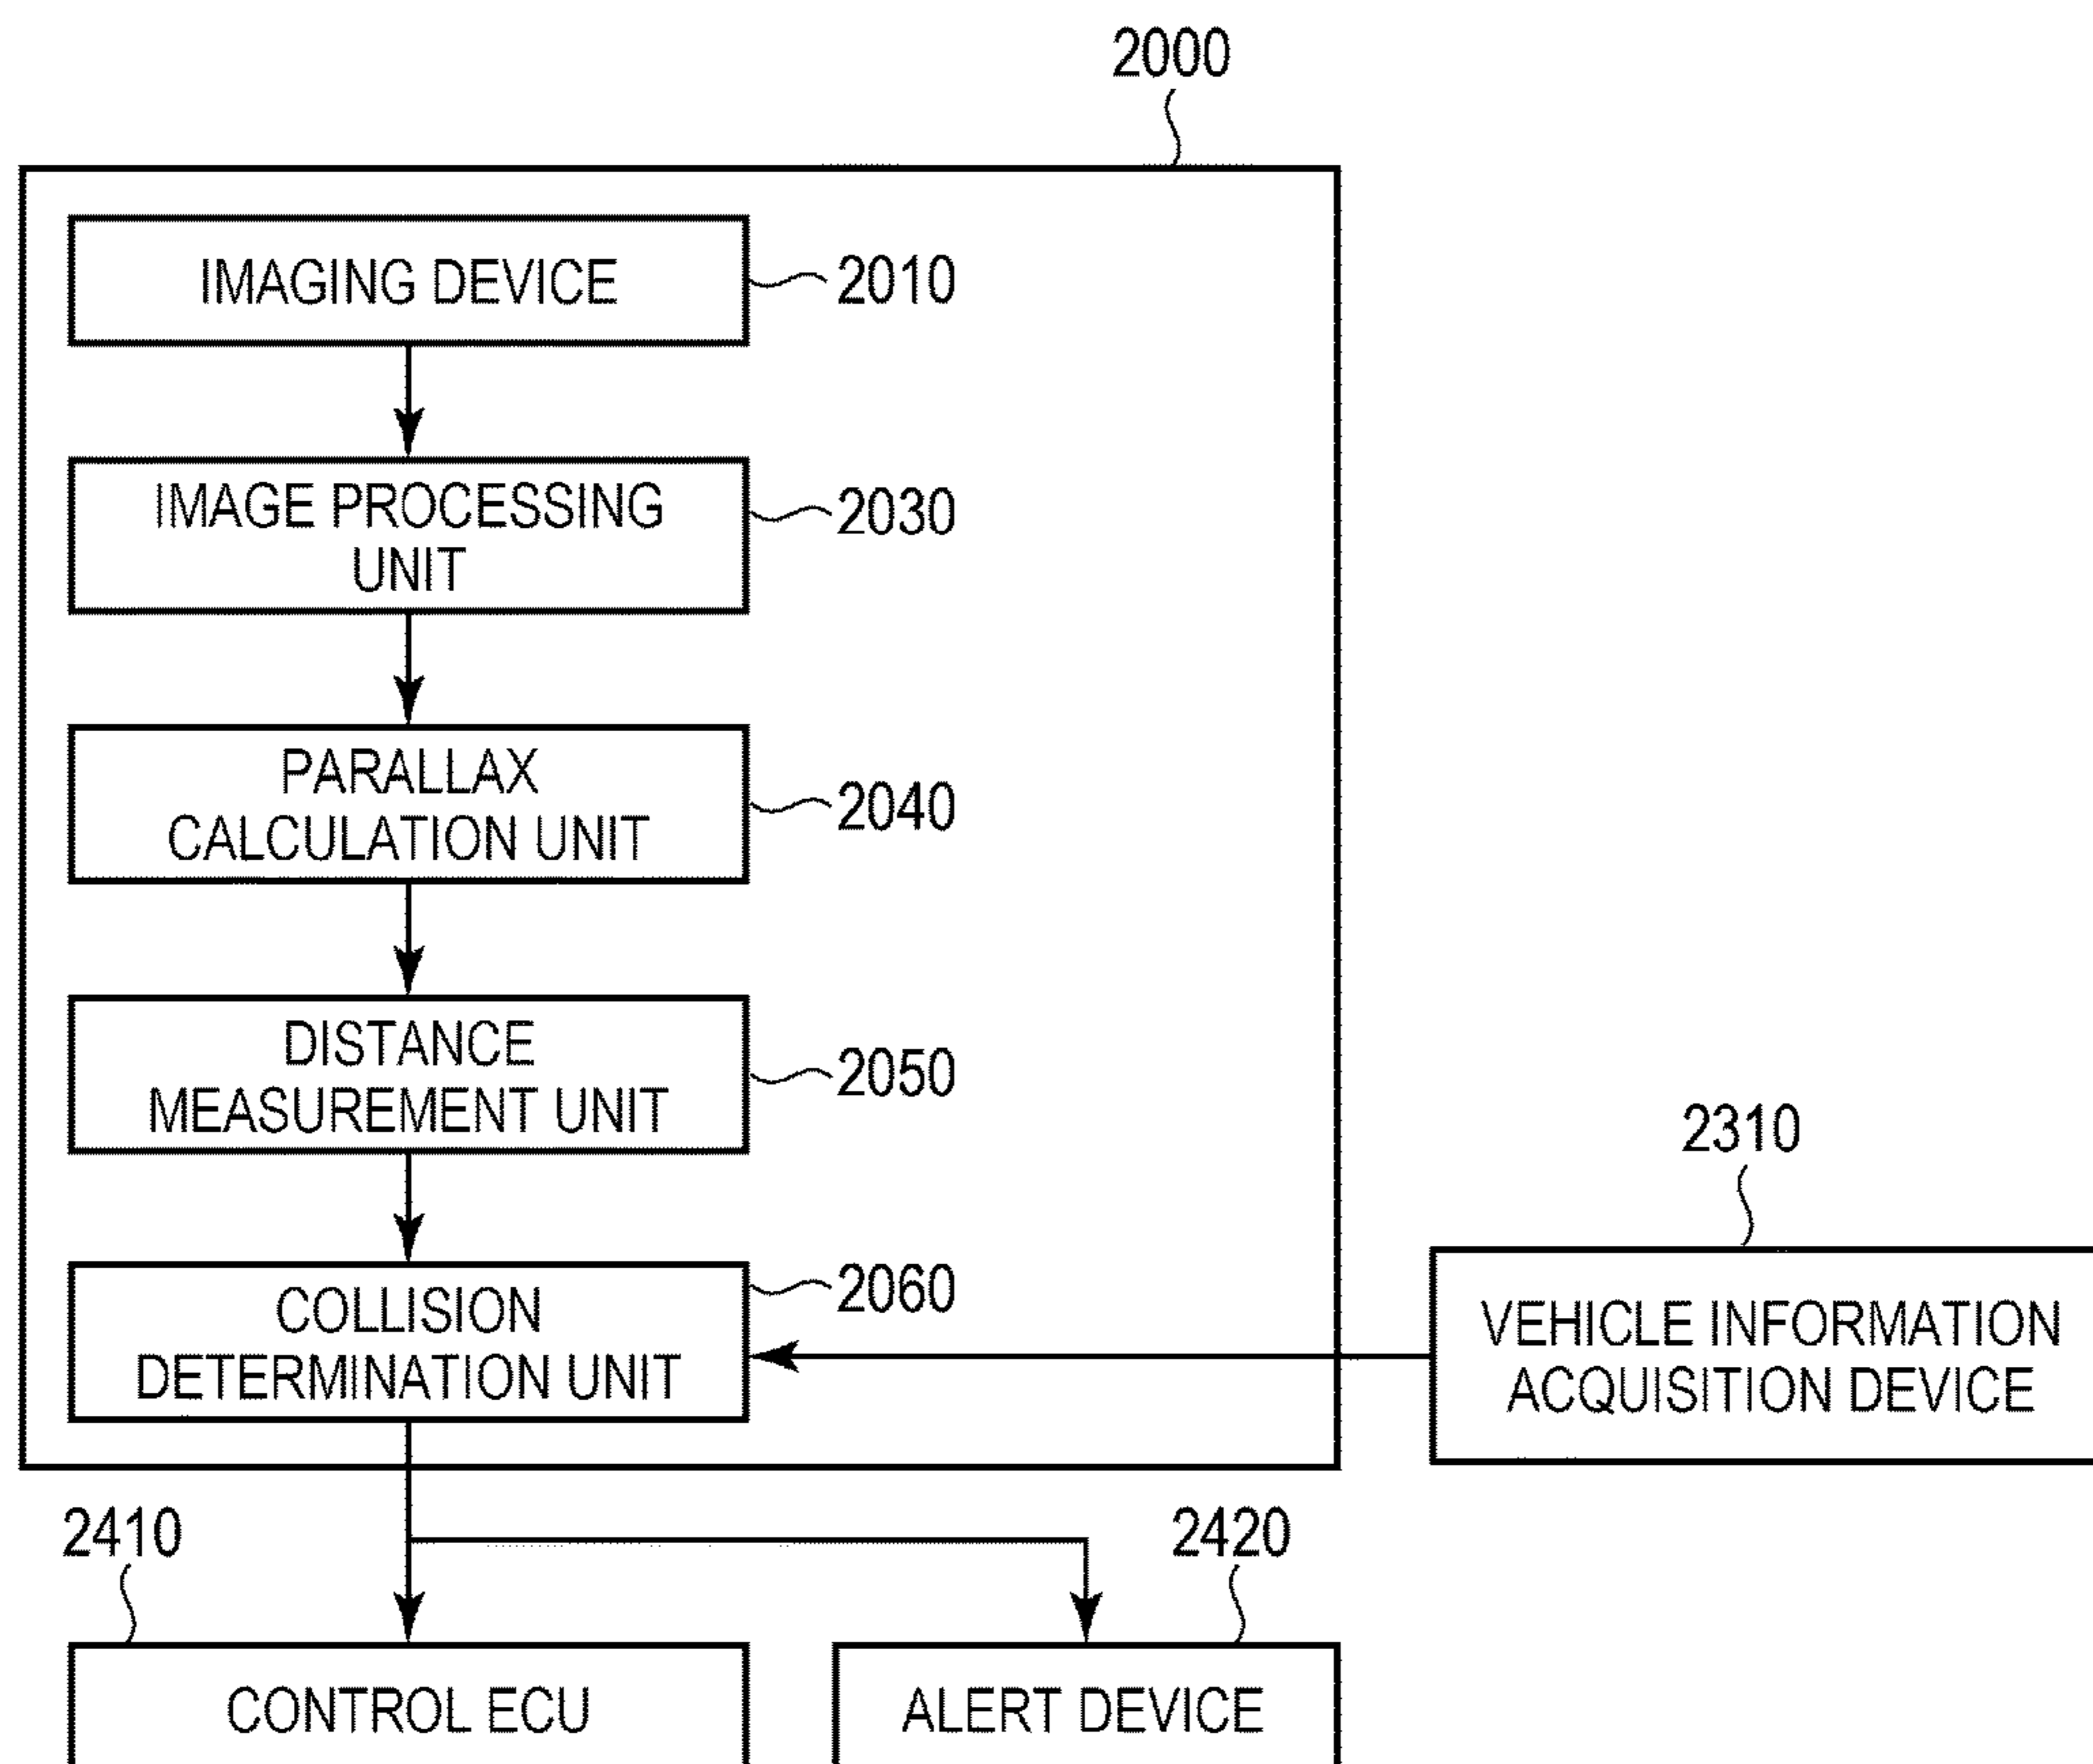 2000
IMAGING DEVICE
2010
IMAGE PROCESSING
UNIT
2030
PARALLAX
CALCULATION UNIT
2040
DISTANCE
MEASUREMENT UNIT
2050
COLLISION
DETERMINATION UNIT
2060
2310
VEHICLE INFORMATION
ACQUISITION DEVICE
2410
CONTROL ECU
2420
ALERT DEVICE